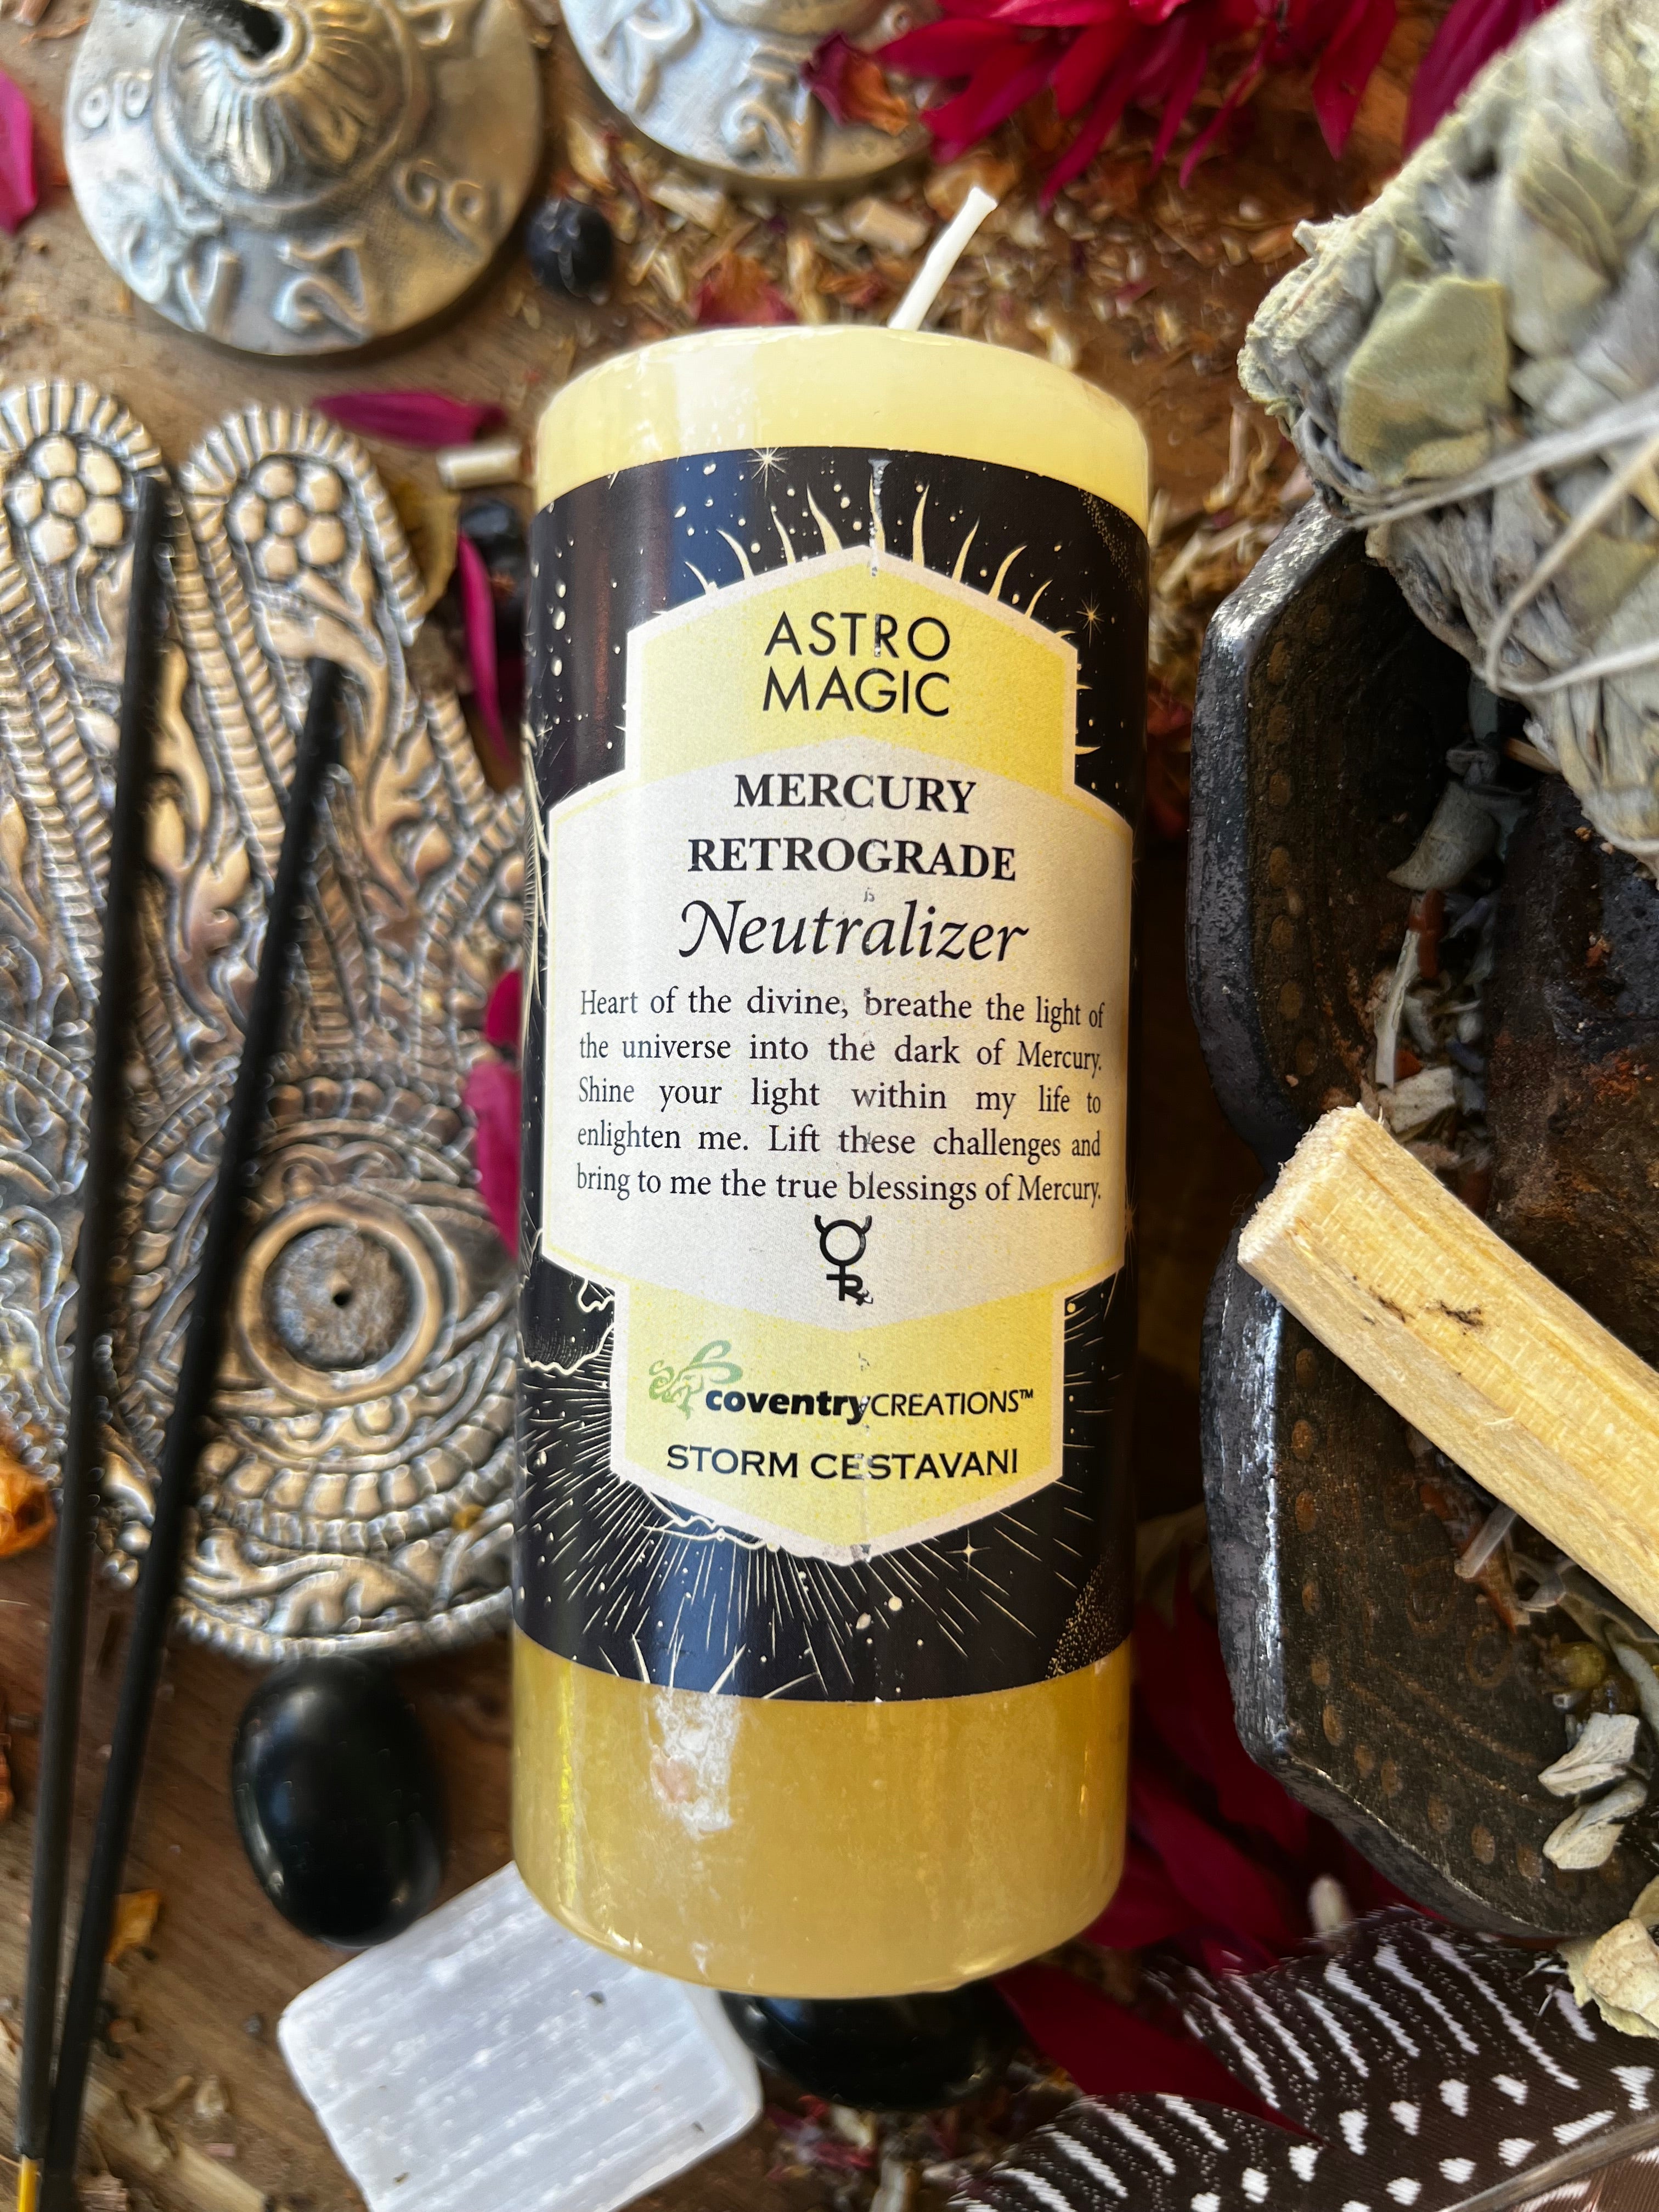 ASTRO
MAGIC
MERCURY
RETROGRADE
Neutralizer
Heart of the divine, breathe the light of
the universe into the dark of Mercury.
Shine your light within my life to
enlighten me. Lift these challenges and
bring to me the true blessings of Mercury.
coventryCREATIONS™
STORM CESTAVANI